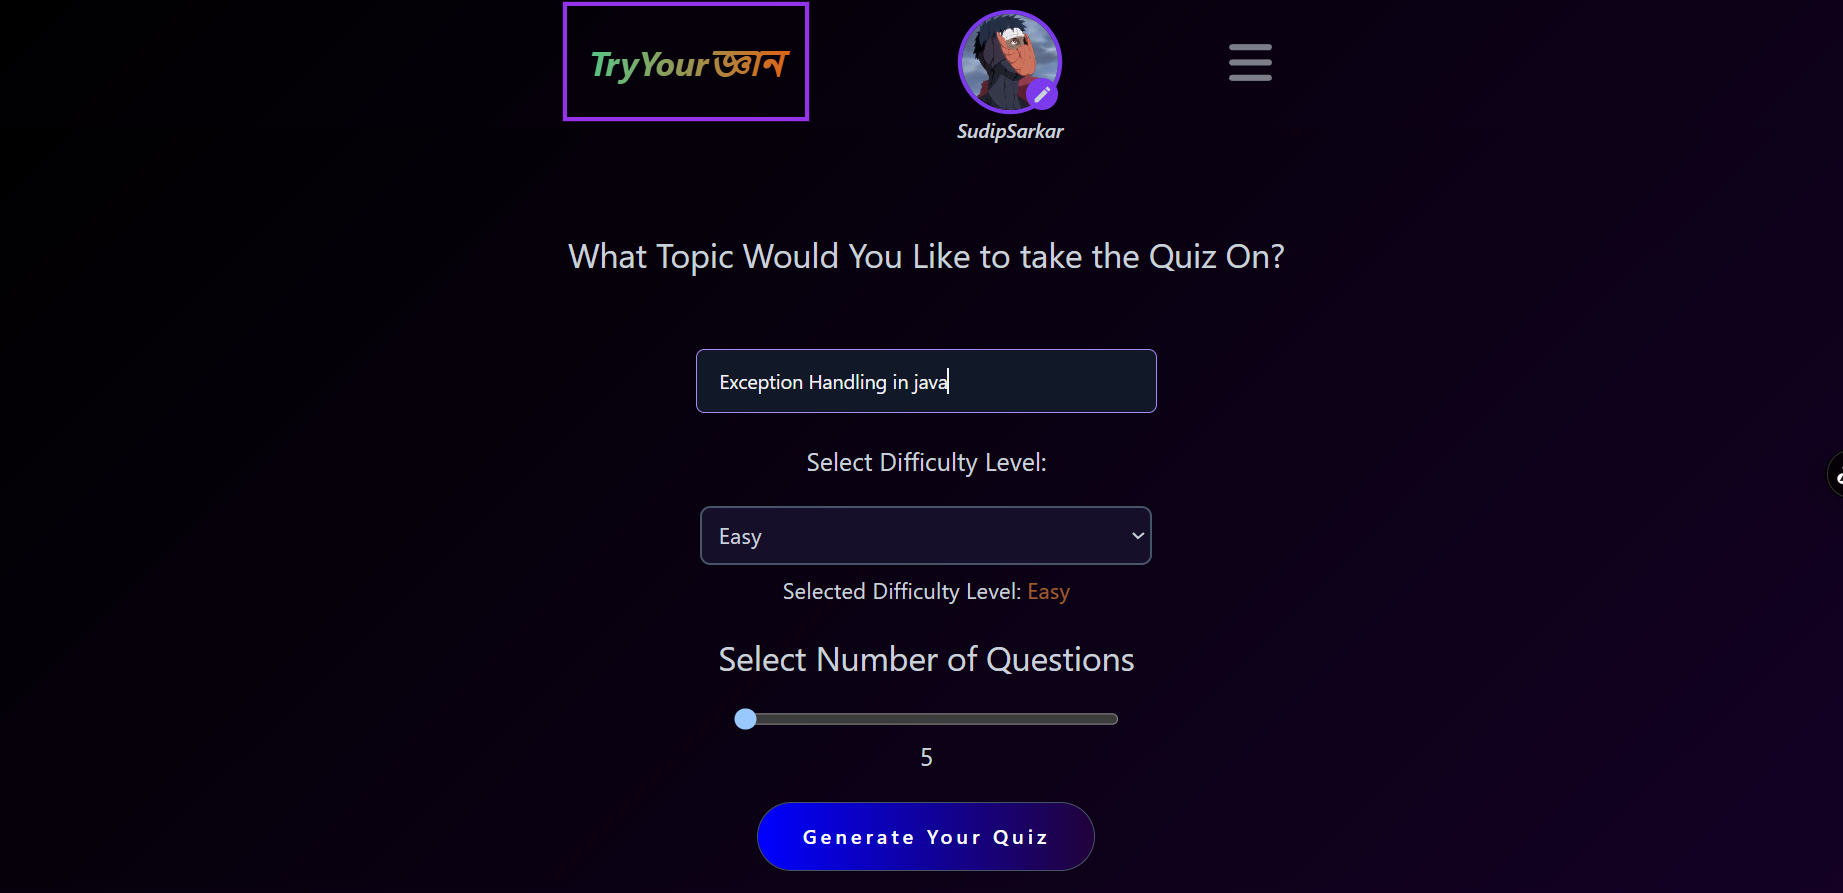 TryYourজ্ঞান
SudipSarkar
What Topic Would You Like to take the Quiz On?
Exception Handling in java
Select Difficulty Level:
Easy
Selected Difficulty Level: Easy
Select Number of Questions
5
Generate Your Quiz